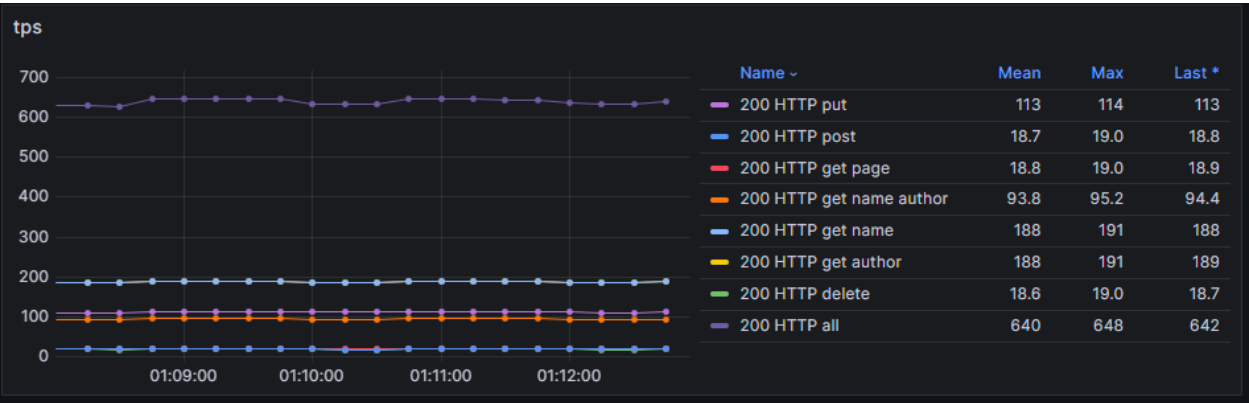 tps
Name Mean Max Last *
200 HTTP put 113 114 113
200 HTTP post 18.7 19.0 18.8
200 HTTP get page 18.8 19.0 18.9
200 HTTP get name author 93.8 95.2 94.4
200 HTTP get name 188 191 188
200 HTTP get author 188 191 189
200 HTTP delete 18.6 19.0 18.7
200 HTTP all 640 648 642
700
600
500
400
300
200
100
0
01:09:00 01:10:00 01:11:00 01:12:00